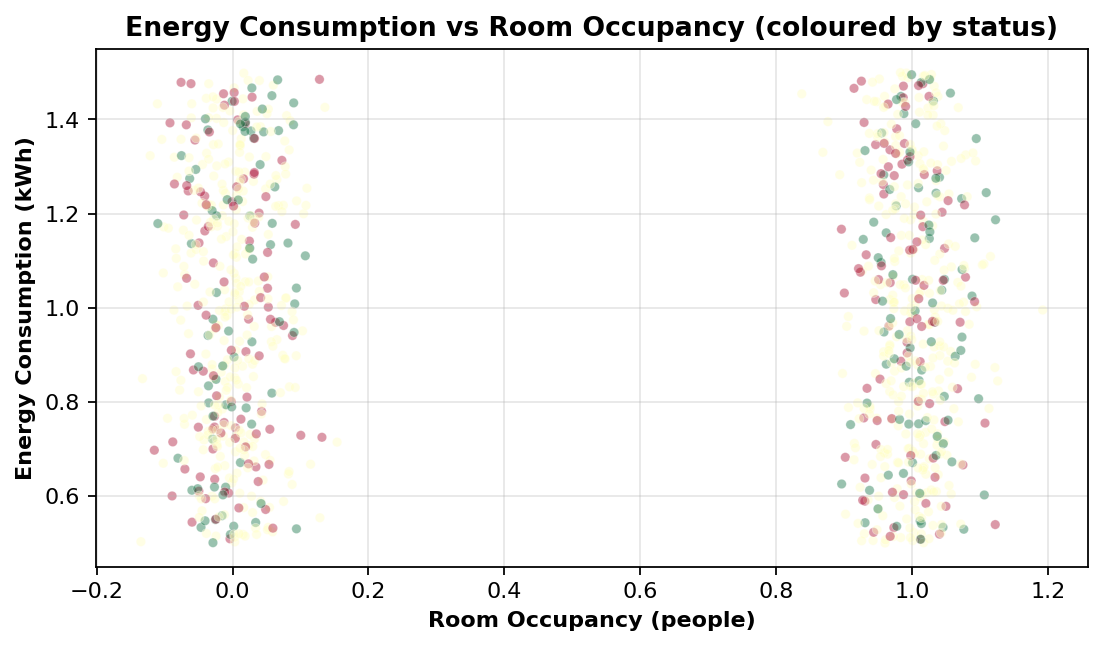 Energy Consumption vs Room Occupancy (coloured by status)
Energy Consumption (kWh)
1.4
1.2
1.0
0.8
0.6
−0.2 0.0 0.2 0.4 0.6 0.8 1.0 1.2
Room Occupancy (people)